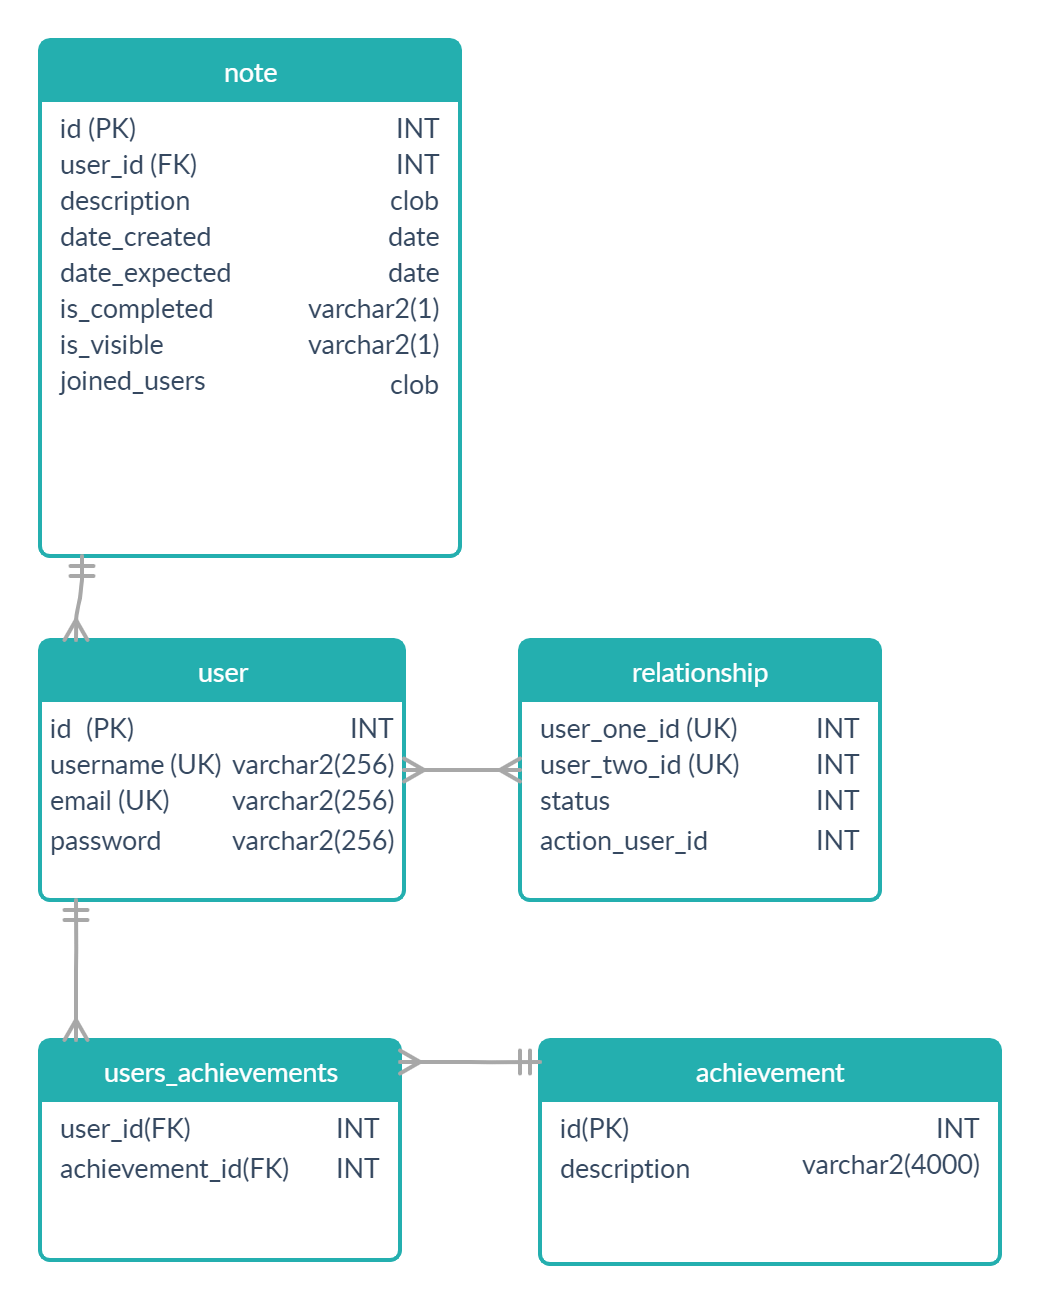 note
id (PK) INT
user_id (FK) INT
description clob
date_created date
date_expected date
is_completed varchar2(1)
is_visible varchar2(1)
joined_users clob
user
id (PK) INT
username (UK) varchar2(256)
email (UK) varchar2(256)
password varchar2(256)
relationship
user_one_id (UK) INT
user_two_id (UK) INT
status INT
action_user_id INT
users_achievements
user_id(FK) INT
achievement_id(FK) INT
achievement
id(PK) INT
description varchar2(4000)